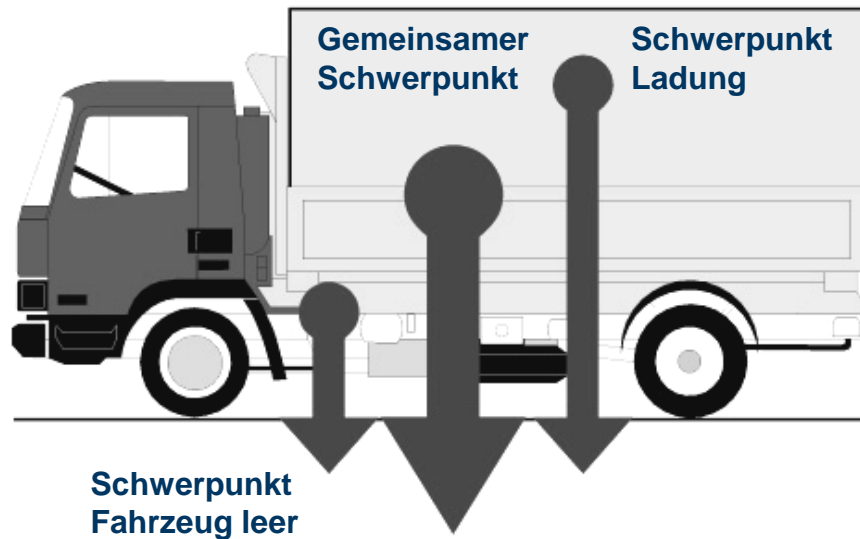 Gemeinsamer
Schwerpunkt
Schwerpunkt
Ladung
Schwerpunkt
Fahrzeug leer